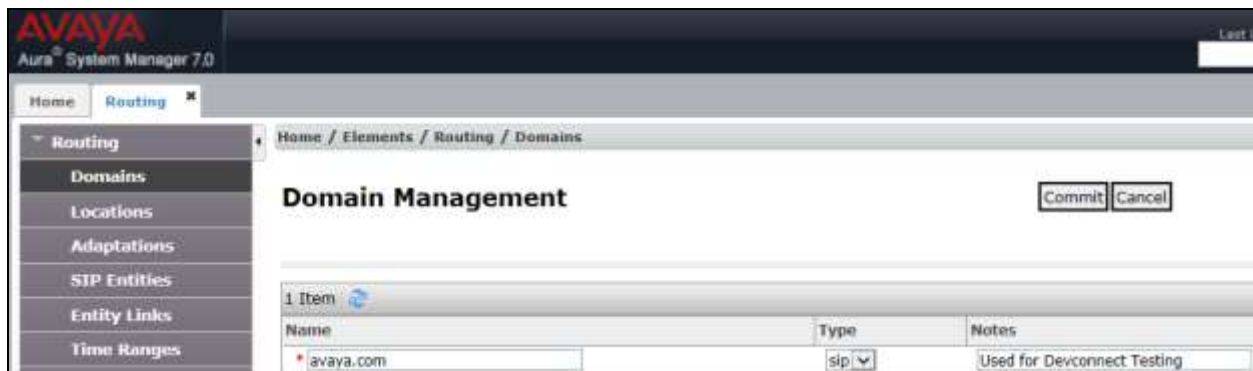 AVAYA
Aura® System Manager 7.0
Last
Home Routing ✖
Routing
Home / Elements / Routing / Domains
Domains
Locations
Adaptations
SIP Entities
Entity Links
Time Ranges
Domain Management
Commit Cancel
1 Item
Name Type Notes
* avaya.com sip Used for Devconnect Testing